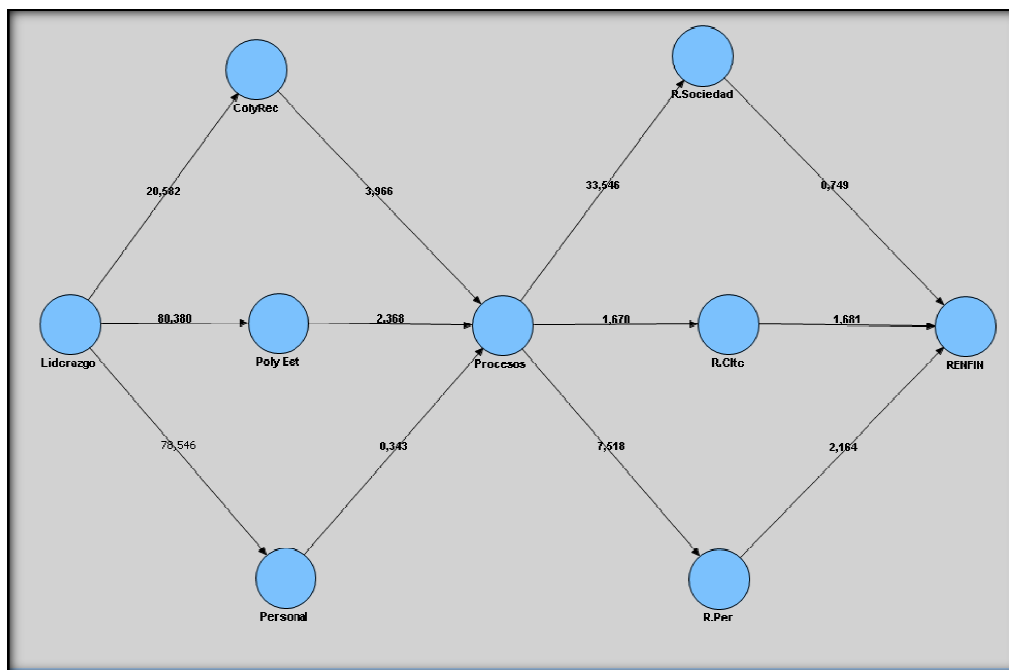 ColyRec
R.Sociedad
20,582
3,966
33,546
0,749
80,380
2,368
1,670
1,681
Liderazgo
Poly Est
Procesos
R.Clte
RENFIN
78,546
0,343
7,518
2,164
Personal
R.Per